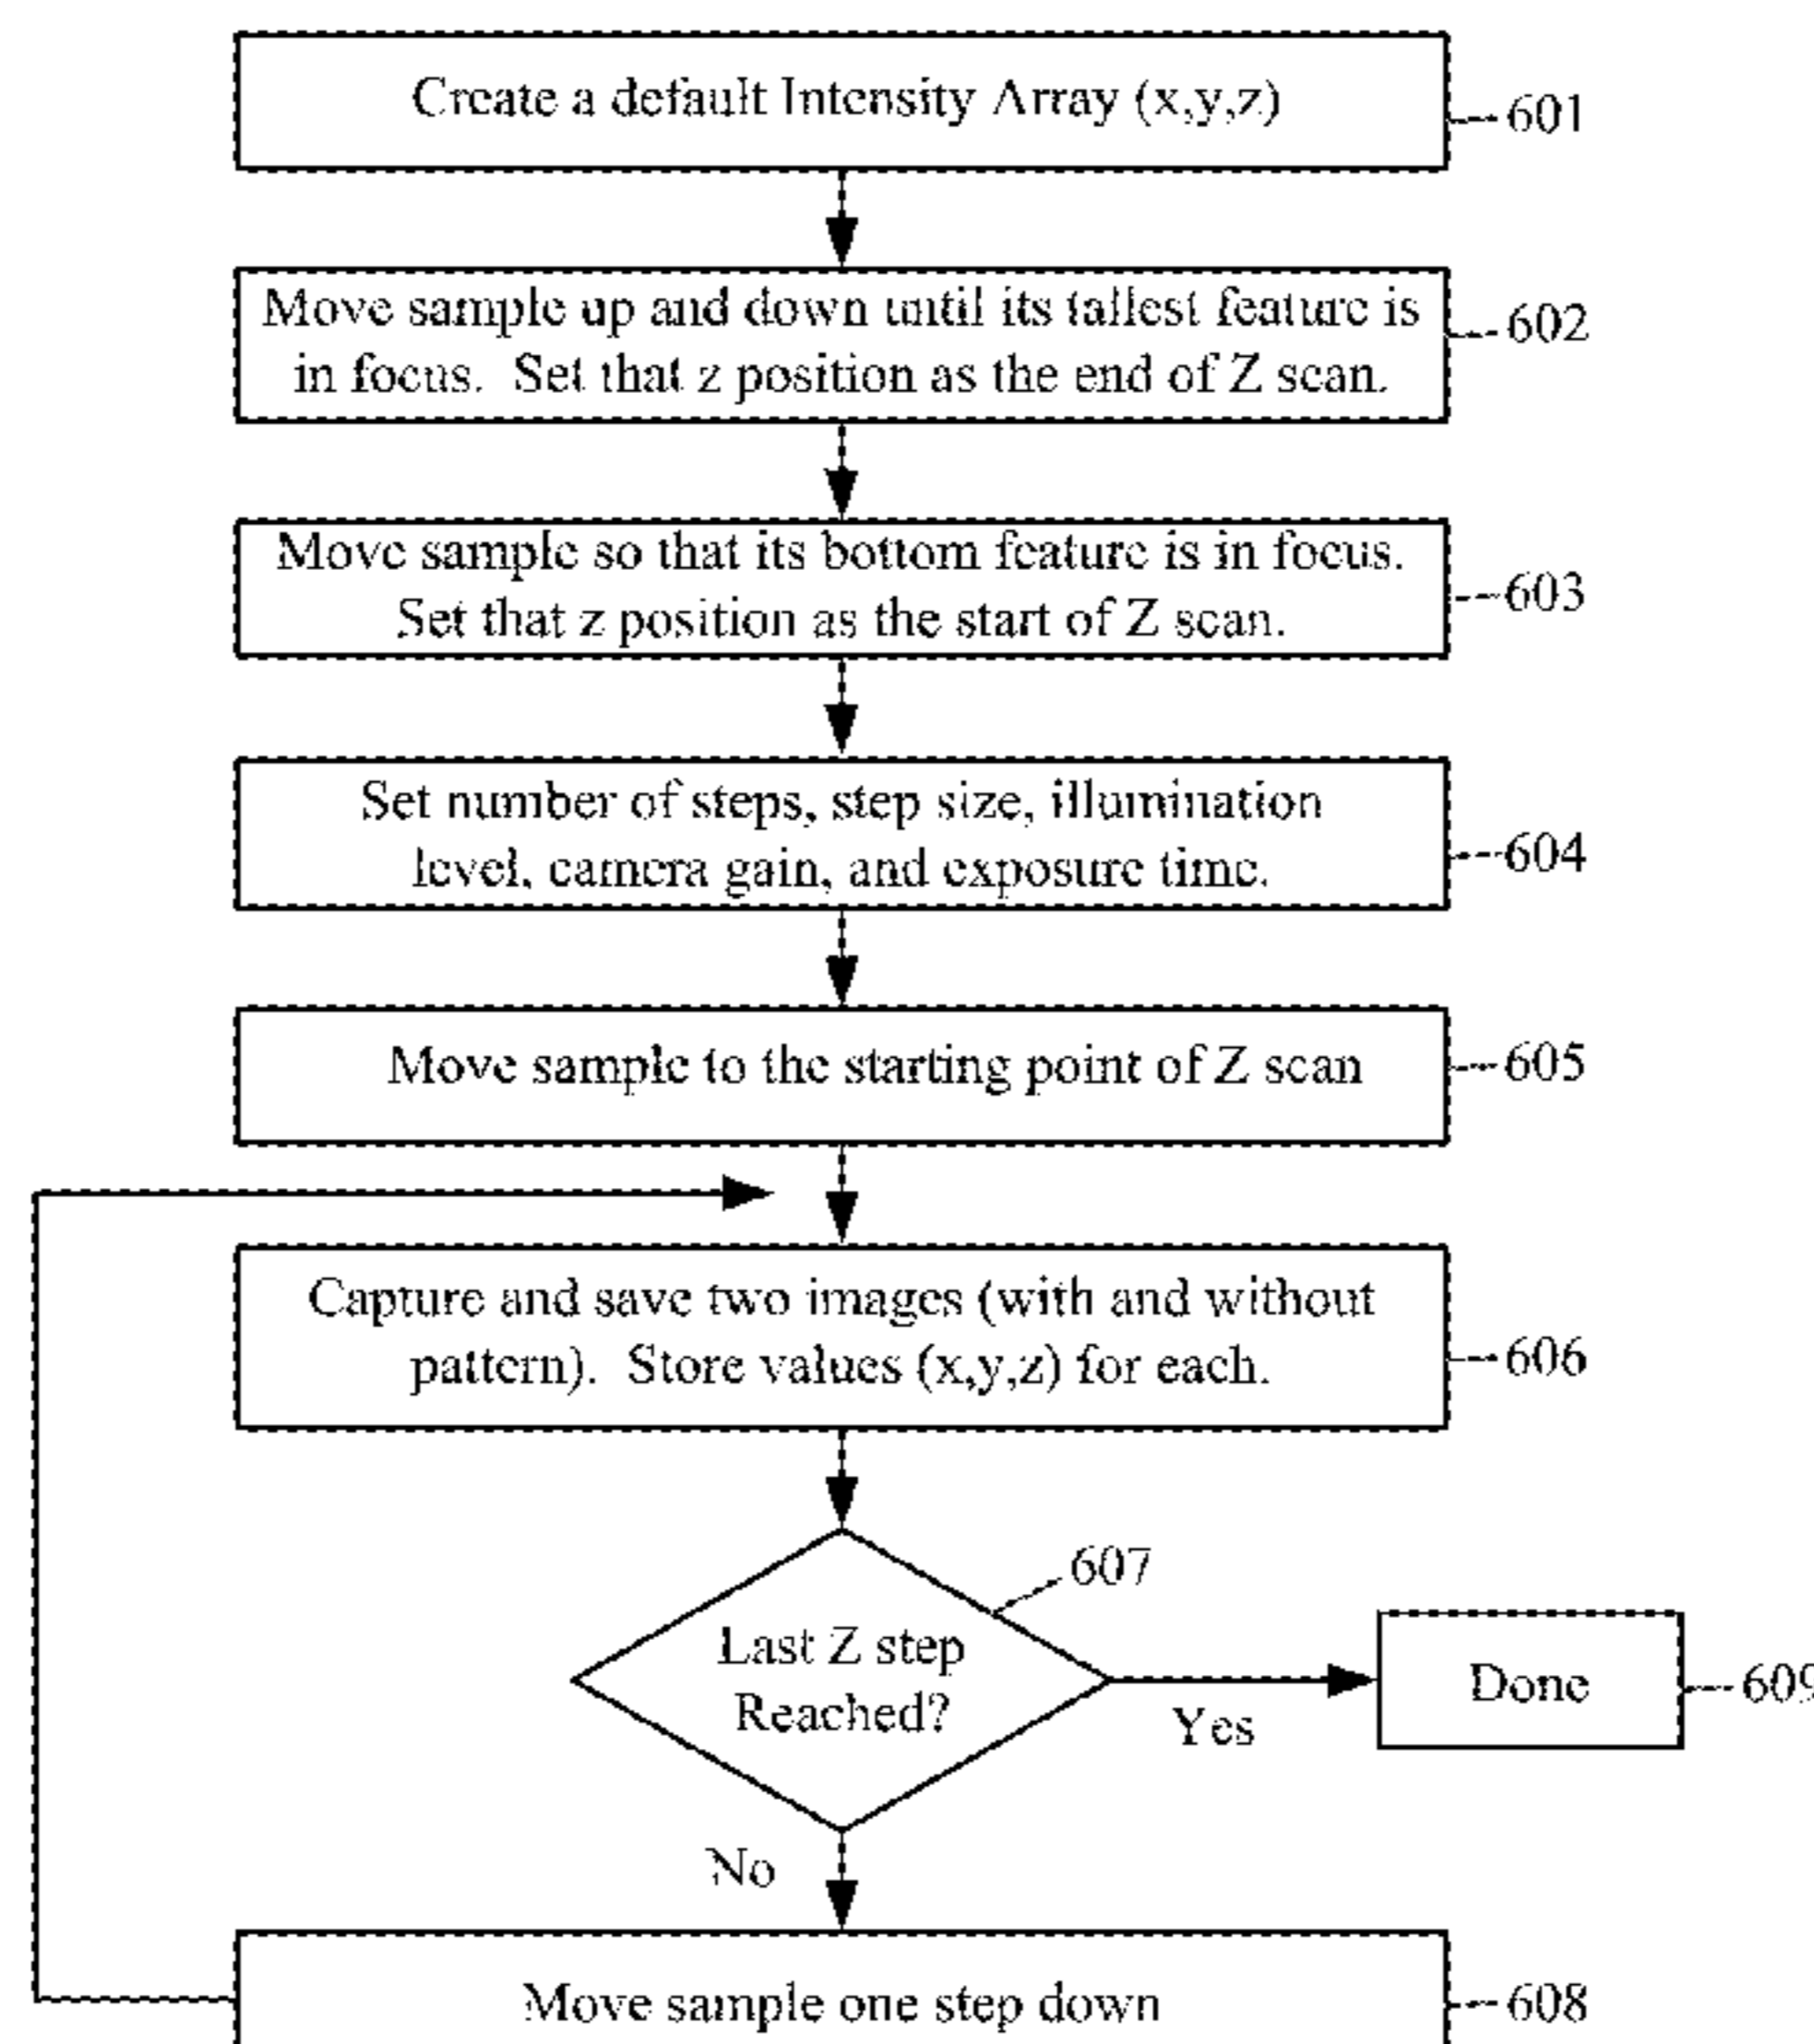 Create a default Intensity Array (x,y,z)
601
Move sample up and down until its tallest feature is
in focus. Set that z position as the end of Z scan.
602
Move sample so that its bottom feature is in focus.
Set that z position as the start of Z scan.
603
Set number of steps, step size, illumination
level, camera gain, and exposure time.
604
Move sample to the starting point of Z scan
605
Capture and save two images (with and without
pattern). Store values (x,y,z) for each.
606
607
Last Z step
Reached?
Yes
Done
609
No
Move sample one step down
608